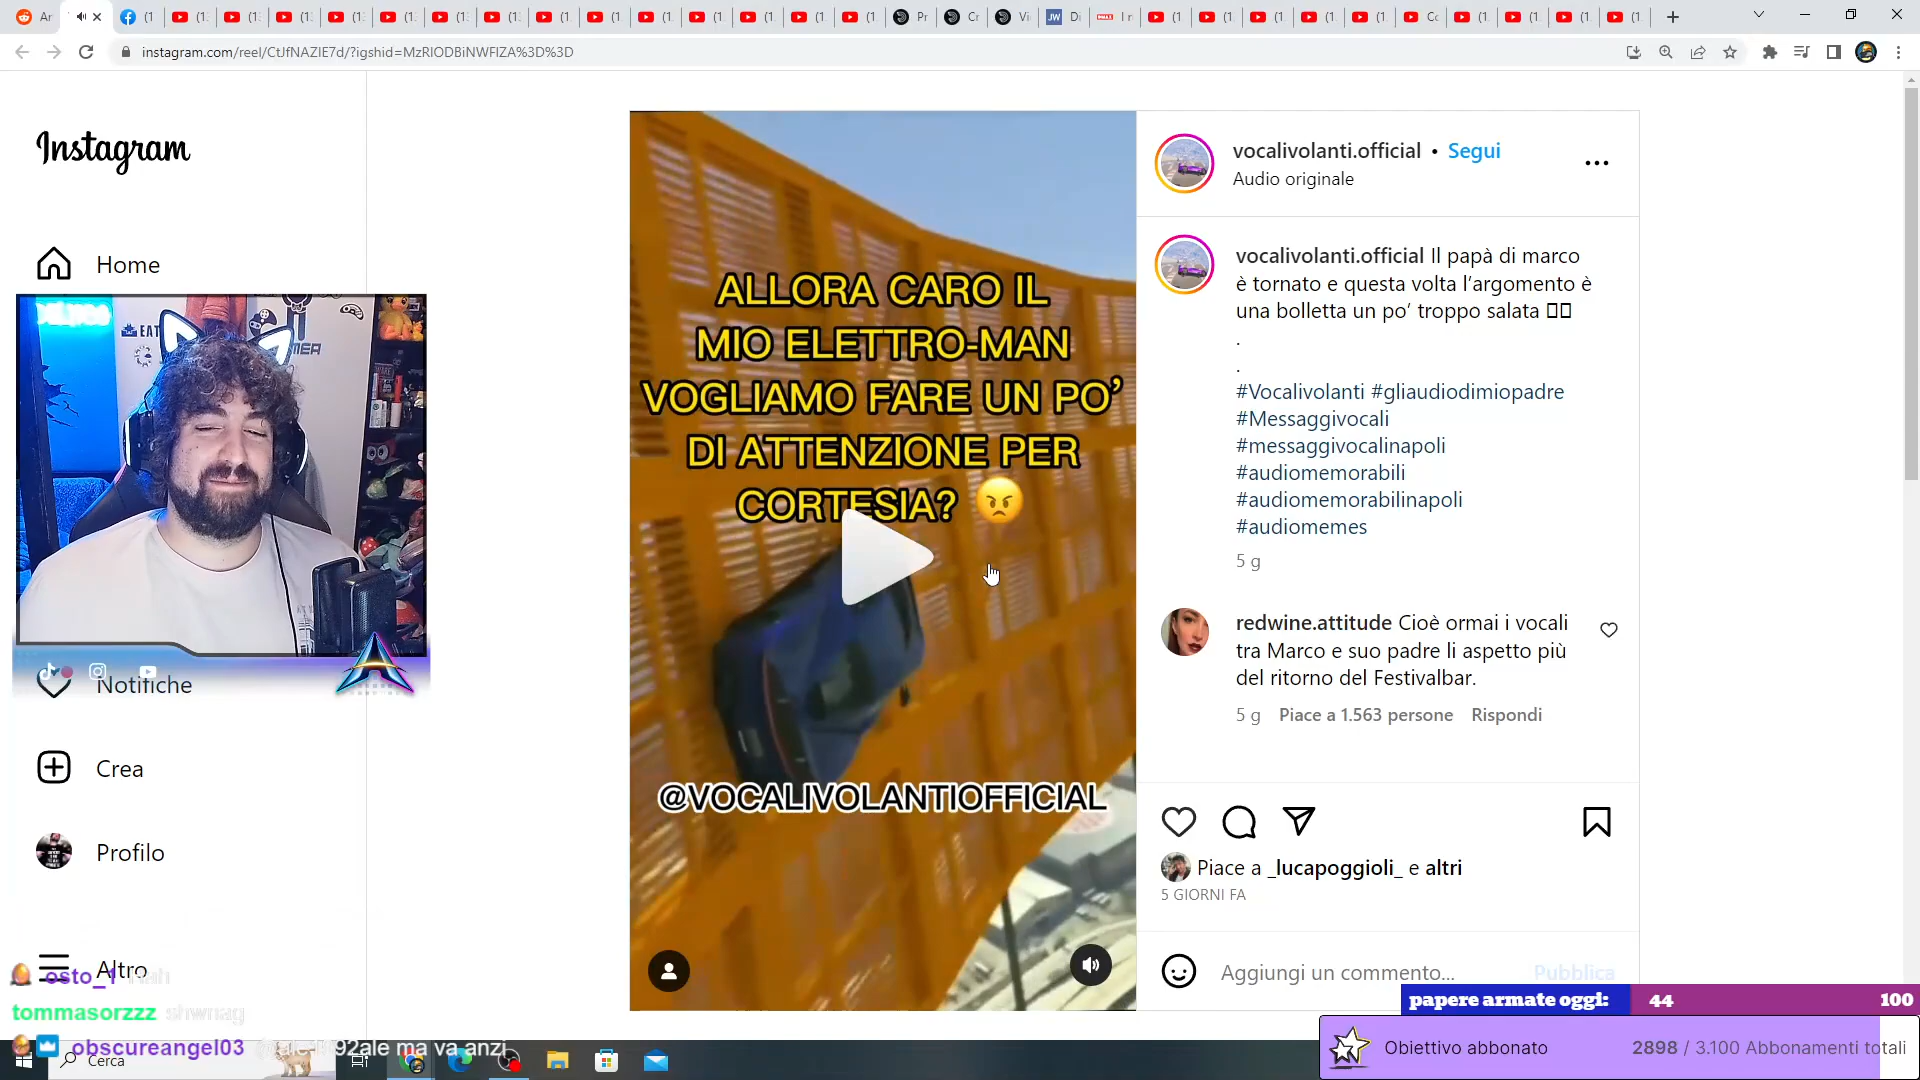 instagram.com/reel/CtJfNAZIE7d/?igshid=MzRlODBiNWFlZA%3D%3D
Instagram
Home
Notifiche
Crea
Profilo
Altro
ALLORA CARO IL
MIO ELETTRO-MAN
VOGLIAMO FARE UN PO’
DI ATTENZIONE PER
CORTESIA?
@VOCALIVOLANTIOFFICIAL
vocalivolanti.official • Segui
Audio originale
vocalivolanti.official Il papà di marco
è tornato e questa volta l’argomento è
una bolletta un po’ troppo salata
.
.
#Vocalivolanti #gliaudiodimiopadre
#Messaggivocali
#messaggivocalinapoli
#audiomemorabili
#audiomemorabilinapoli
#audiomemes
5 g
redwine.attitude Cioè ormai i vocali
tra Marco e suo padre li aspetto più
del ritorno del Festivalbar.
5 g Piace a 1.563 persone Rispondi
Piace a _lucapoggioli_ e altri
5 GIORNI FA
Aggiungi un commento... Pubblica
osto_1
tommasorzzz shwnag
obscureangel03
ma va anzi
Cerca
papere armate oggi: 44 100
Obiettivo abbonato 2898 / 3.100 Abbonamenti totali